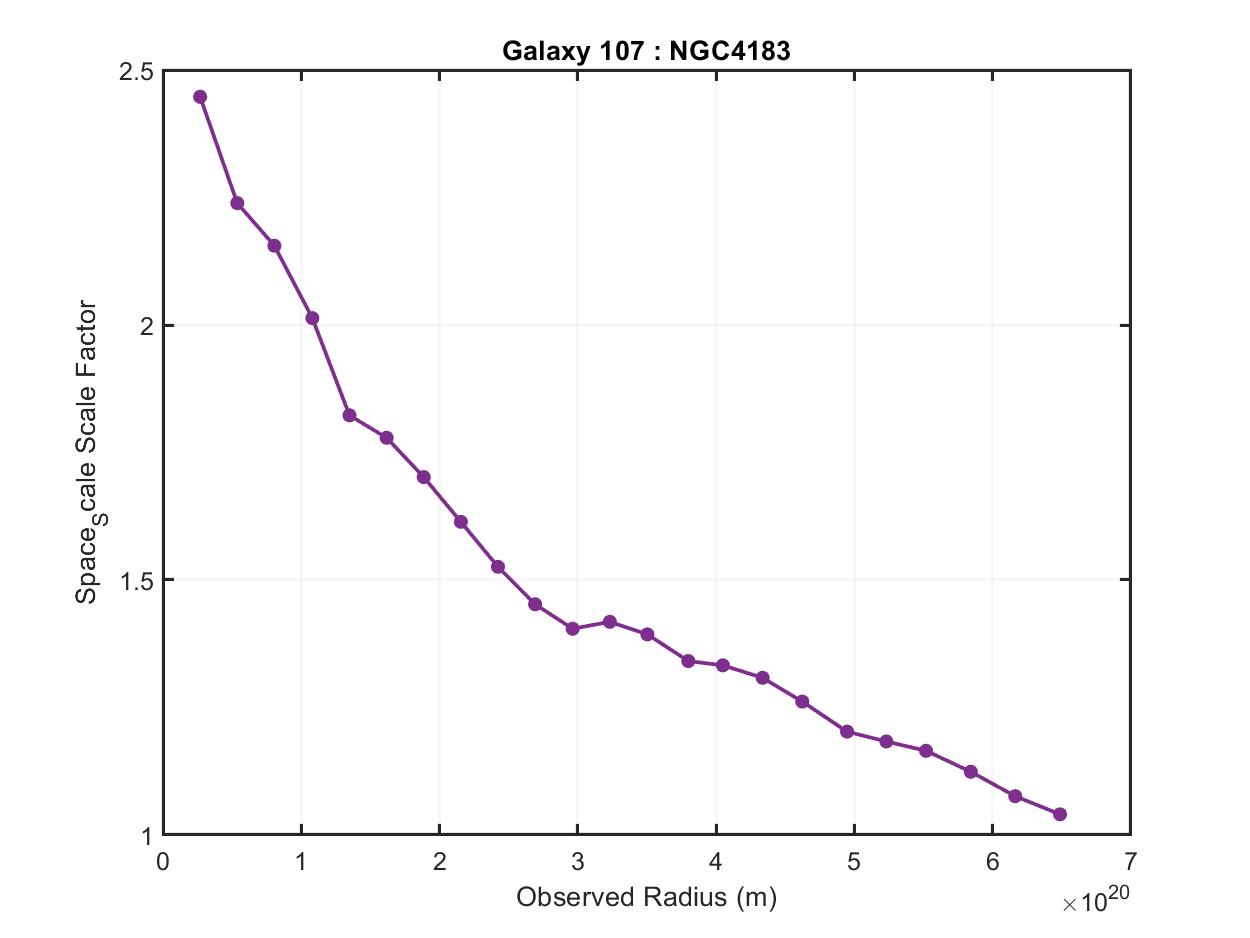 Galaxy 107 : NGC4183
2.5
2
1.5
1
Space_Scale Scale Factor
0 1 2 3 4 5 6 7
Observed Radius (m)
×10^20